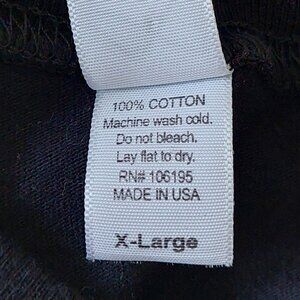 100% COTTON
Machine wash cold.
Do not bleach.
Lay flat to dry.
RN# 106195
MADE IN USA
X-Large